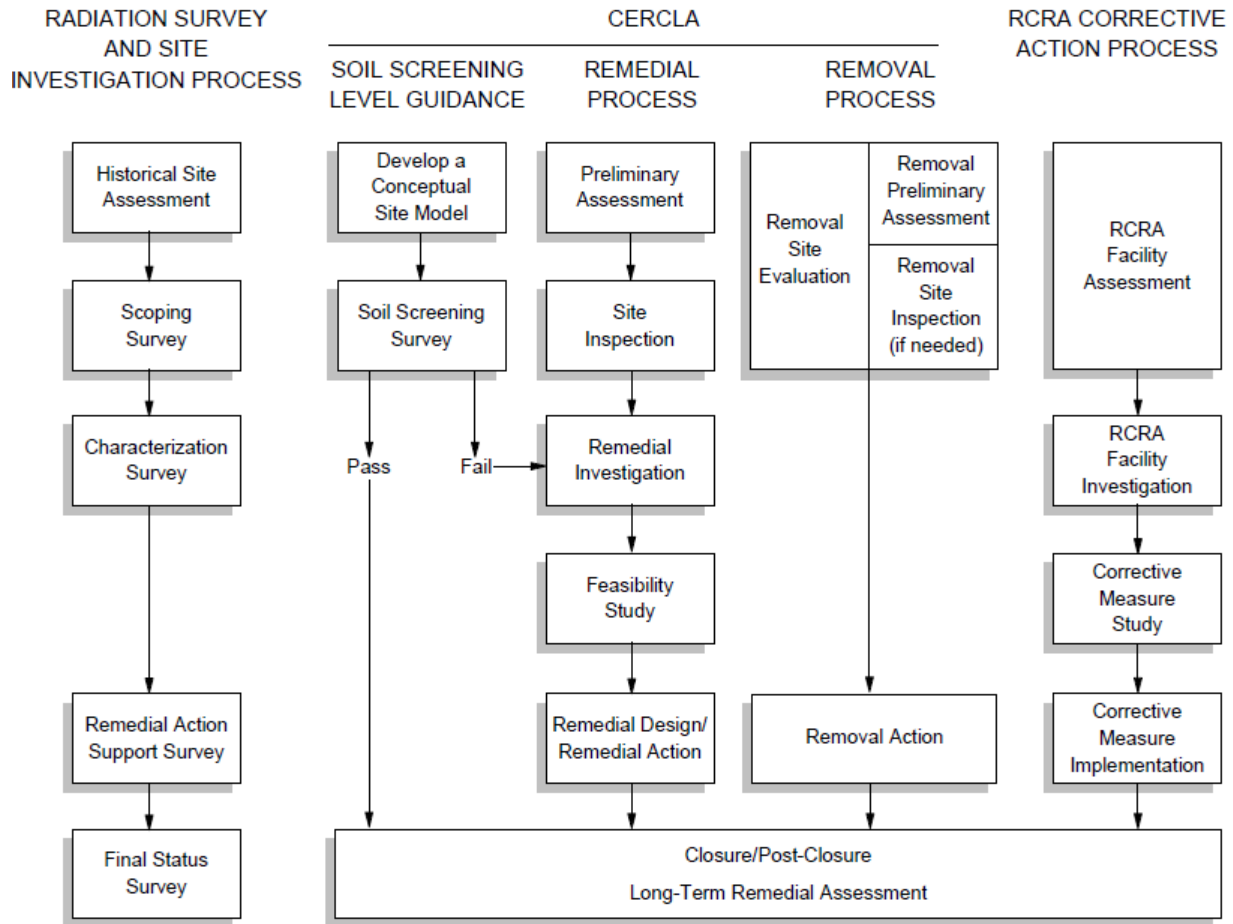 RADIATION SURVEY
AND SITE
INVESTIGATION PROCESS
CERCLA
SOIL SCREENING
LEVEL GUIDANCE
REMEDIAL
PROCESS
REMOVAL
PROCESS
RCRA CORRECTIVE
ACTION PROCESS
Historical Site
Assessment
Scoping
Survey
Characterization
Survey
Remedial Action
Support Survey
Final Status
Survey
Develop a
Conceptual
Site Model
Soil Screening
Survey
Pass
Fail
Preliminary
Assessment
Site
Inspection
Remedial
Investigation
Feasibility
Study
Remedial Design/
Remedial Action
Removal
Site
Evaluation
Removal
Preliminary
Assessment
Removal
Site
Inspection
(if needed)
Removal Action
RCRA
Facility
Assessment
RCRA
Facility
Investigation
Corrective
Measure
Study
Corrective
Measure
Implementation
Closure/Post-Closure
Long-Term Remedial Assessment